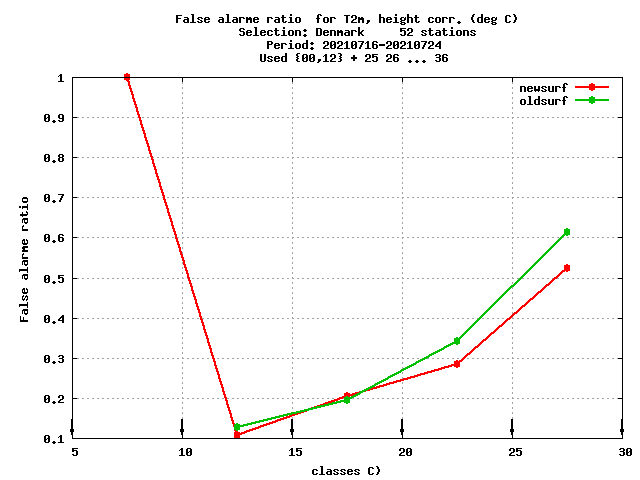 False alarme ratio  for T2m, height corr. (deg C)
Selection: Denmark     52 stations
Period: 20210716-20210724
Used {00,12} + 25 26 ... 36
newsurf
oldsurf
1
0.9
0.8
0.7
0.6
0.5
0.4
0.3
0.2
0.1
False alarme ratio
5 10 15 20 25 30
classes C)